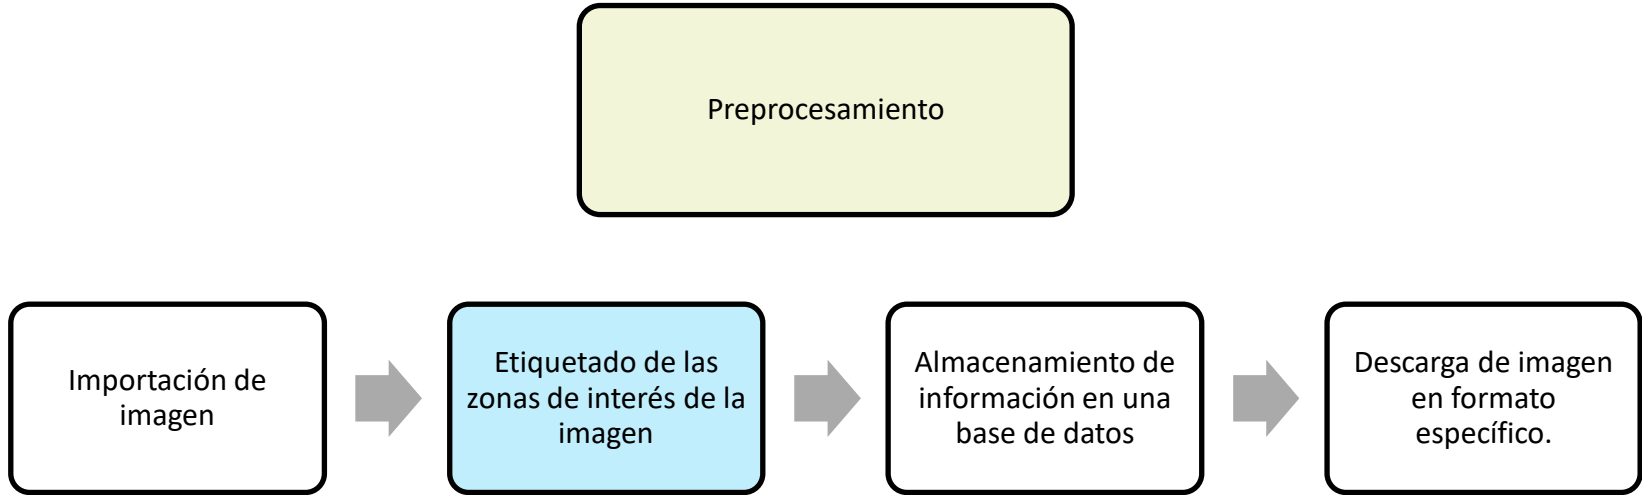 Preprocesamiento
Importación de
imagen
Etiquetado de las
zonas de interés de la
imagen
Almacenamiento de
información en una
base de datos
Descarga de imagen
en formato
específico.